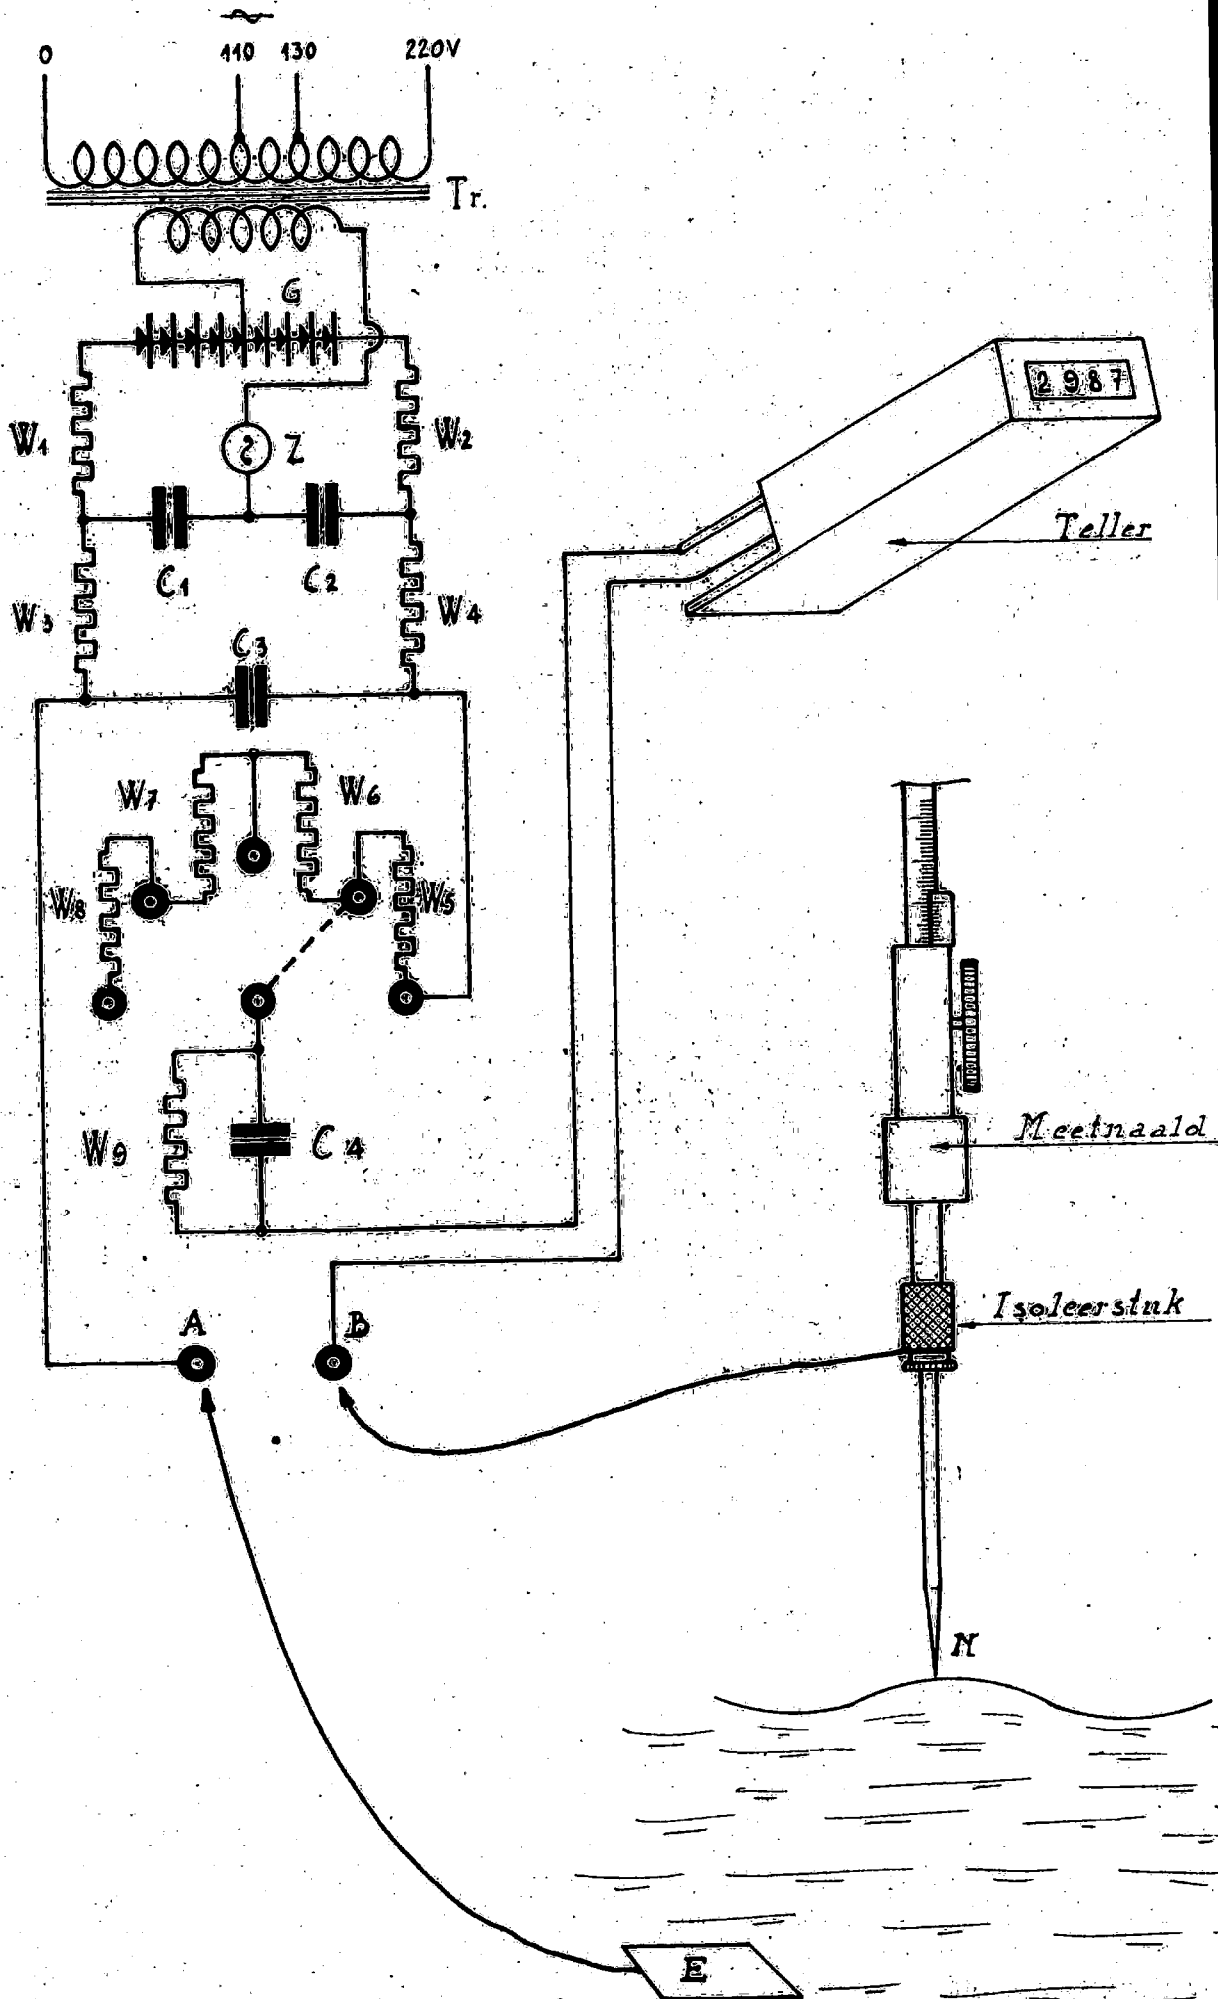 ~
0 110 130 220V
Tr.
G
2987
W1 Z W2
Teller
C1 C2
W3 W4
C3
W7 W6
W8 W5
W9 C4
Meetnaald
Isoleerstuk
A B
N
E